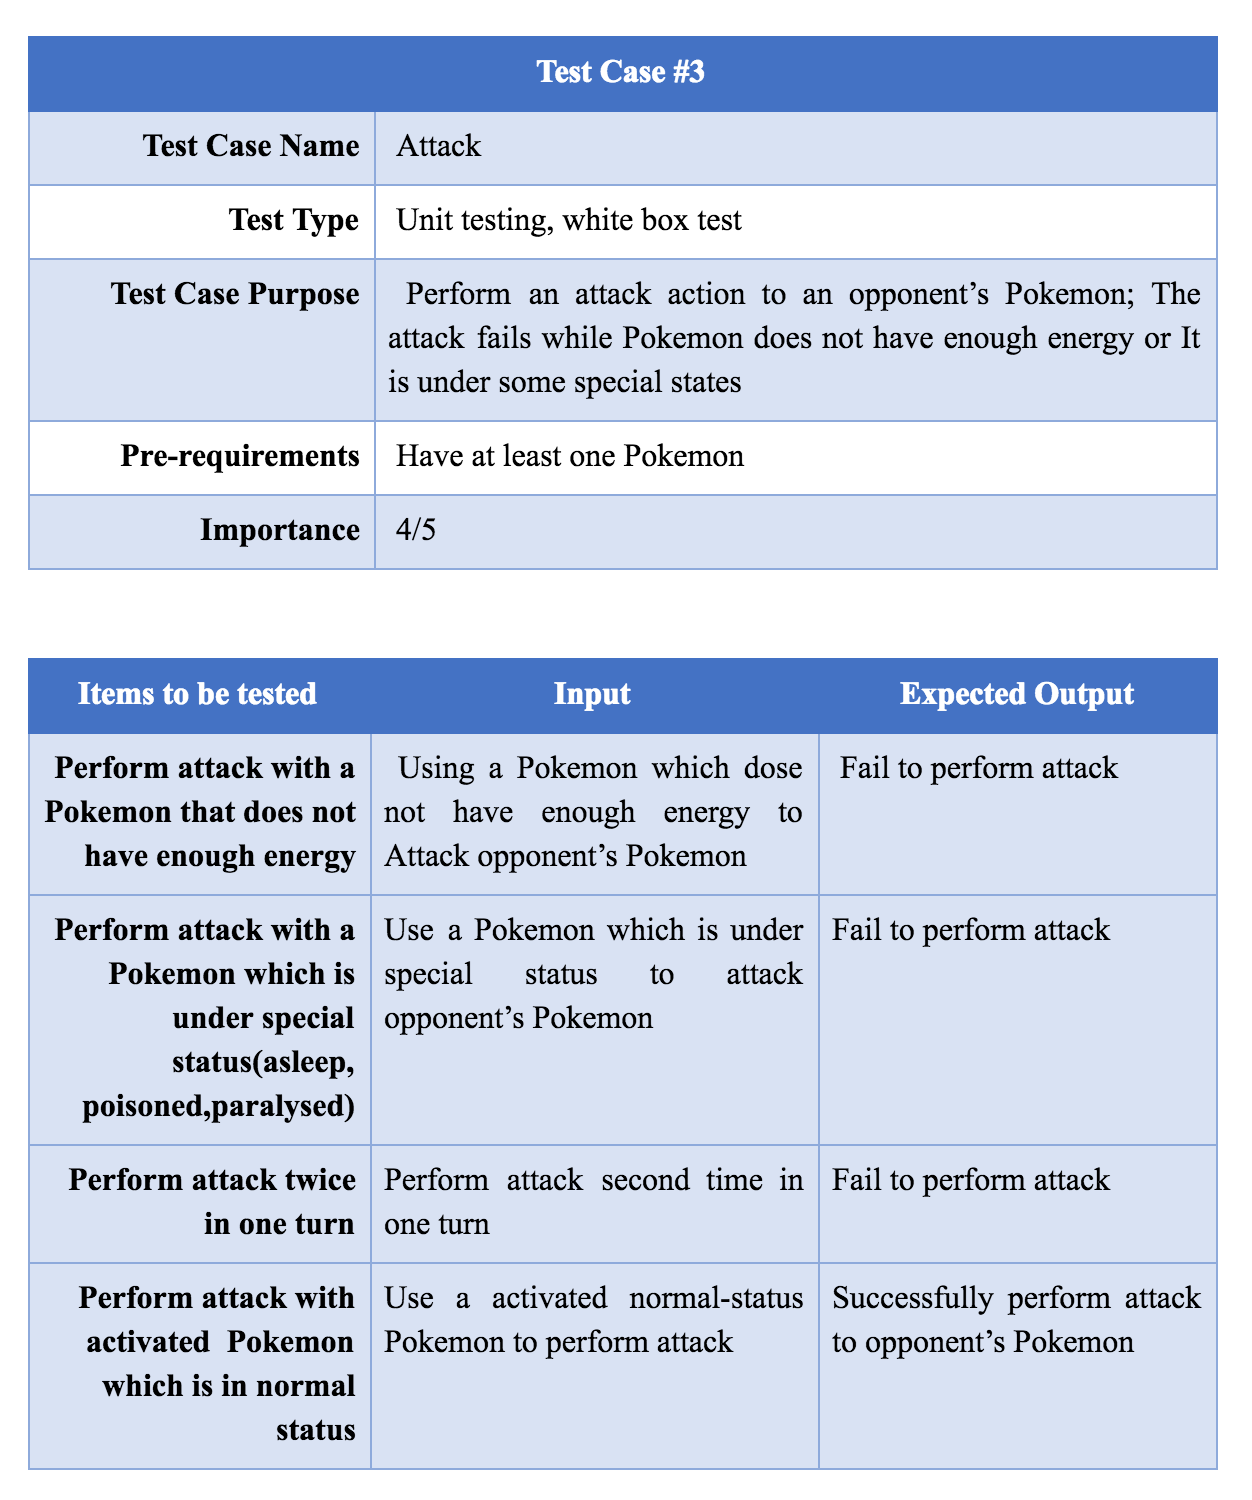 Test Case #3
Test Case Name
Attack
Test Type
Unit testing, white box test
Test Case Purpose
Perform an attack action to an opponent’s Pokemon; The
attack fails while Pokemon does not have enough energy or It
is under some special states
Pre-requirements
Have at least one Pokemon
Importance
4/5
Items to be tested
Input
Expected Output
Perform attack with a
Pokemon that does not
have enough energy
Using a Pokemon which dose
not have enough energy to
Attack opponent’s Pokemon
Fail to perform attack
Perform attack with a
Pokemon which is
under special
status(asleep,
poisoned,paralysed)
Use a Pokemon which is under
special status to attack
opponent’s Pokemon
Fail to perform attack
Perform attack twice
in one turn
Perform attack second time in
one turn
Fail to perform attack
Perform attack with
activated Pokemon
which is in normal
status
Use a activated normal-status
Pokemon to perform attack
Successfully perform attack
to opponent’s Pokemon